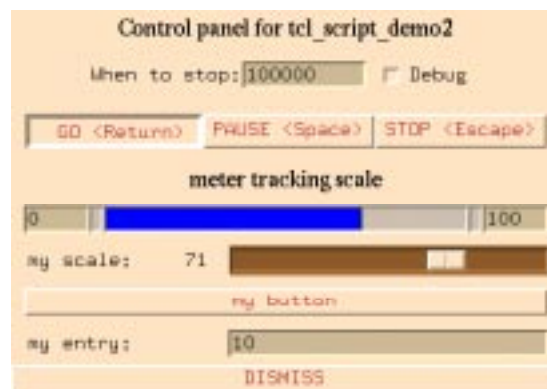 Control panel for tcl_script_demo2
When to stop: 100000 Debug
GO <Return> PAUSE <Space> STOP <Escape>
meter tracking scale
0 100
my scale: 71
my button
my entry: 10
DISMISS